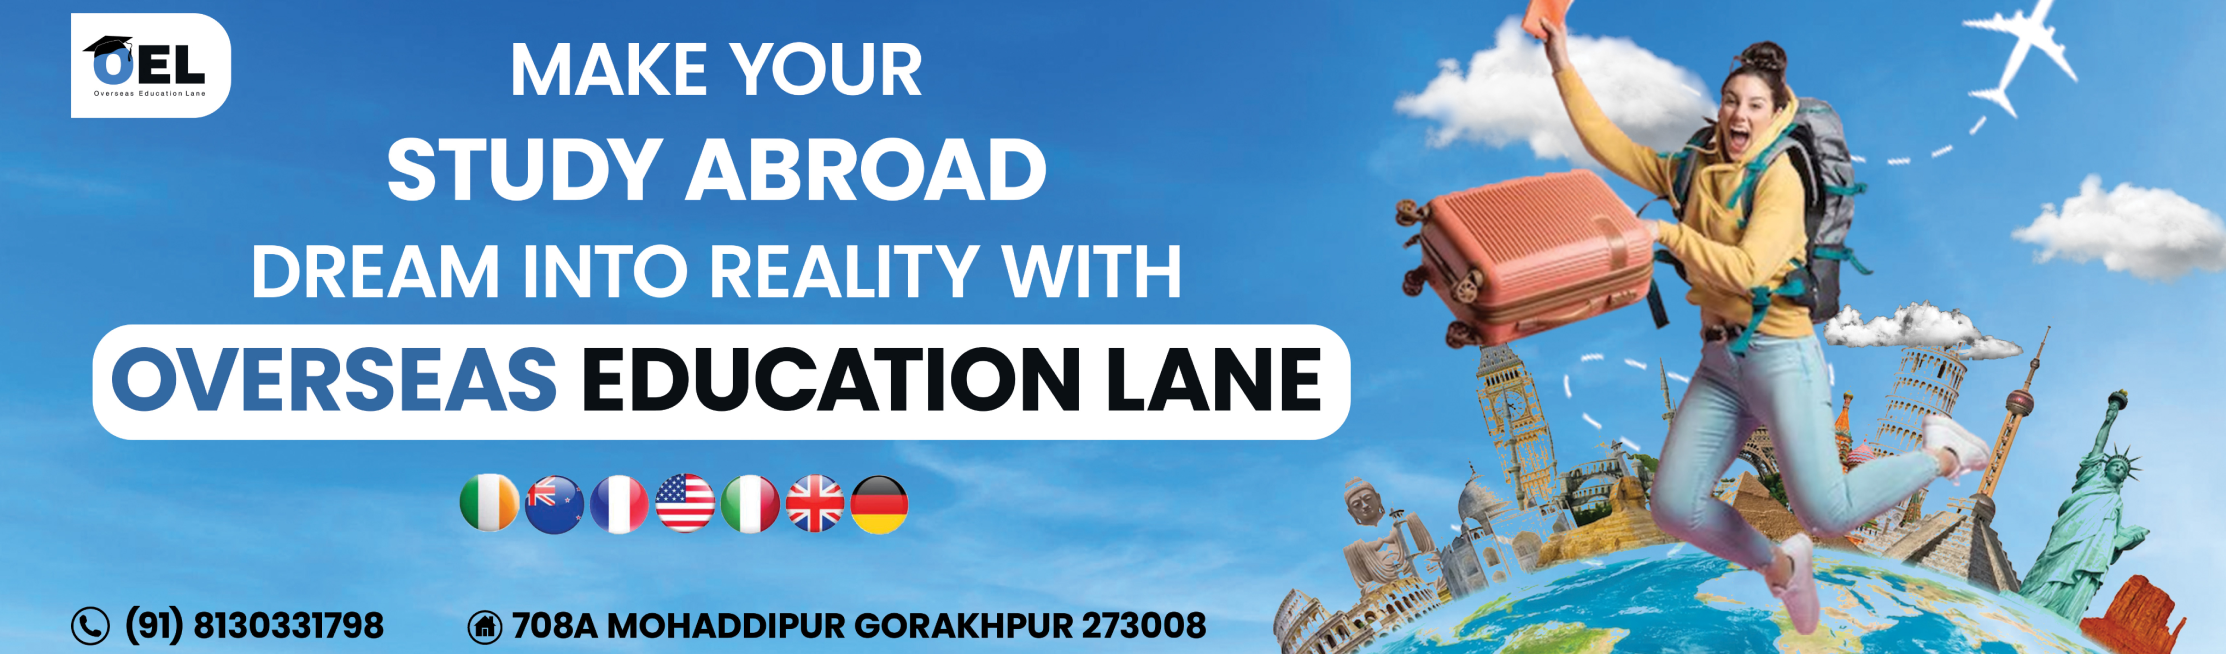 OEL
Overseas Education Lane
MAKE YOUR
STUDY ABROAD
DREAM INTO REALITY WITH
OVERSEAS EDUCATION LANE
(91) 8130331798
708A MOHADDIPUR GORAKHPUR 273008